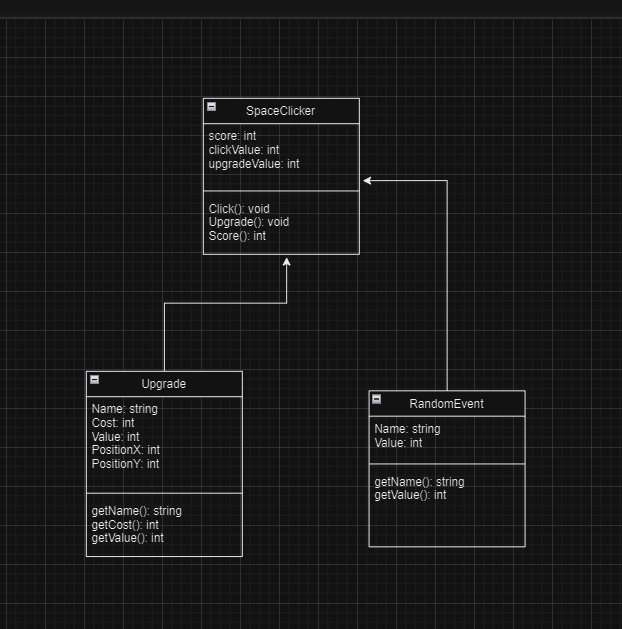 SpaceClicker
score: int
clickValue: int
upgradeValue: int
Click(): void
Upgrade(): void
Score(): int
Upgrade
Name: string
Cost: int
Value: int
PositionX: int
PositionY: int
getName(): string
getCost(): int
getValue(): int
RandomEvent
Name: string
Value: int
getName(): string
getValue(): int